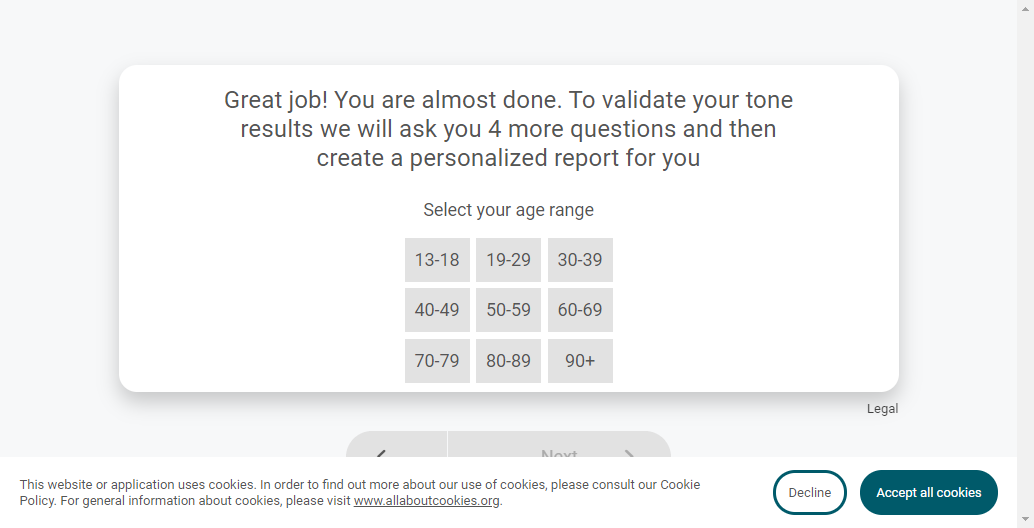 Great job! You are almost done. To validate your tone
results we will ask you 4 more questions and then
create a personalized report for you
Select your age range
13-18 19-29 30-39
40-49 50-59 60-69
70-79 80-89 90+
Legal
Next
This website or application uses cookies. In order to find out more about our use of cookies, please consult our Cookie
Policy. For general information about cookies, please visit www.allaboutcookies.org.
Decline
Accept all cookies